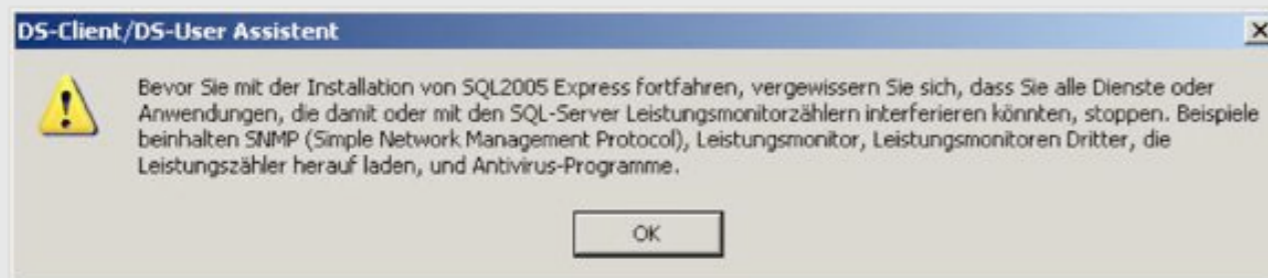 DS-Client/DS-User Assistent
Bevor Sie mit der Installation von SQL2005 Express fortfahren, vergewissern Sie sich, dass Sie alle Dienste oder
Anwendungen, die damit oder mit den SQL-Server Leistungsmonitorzählern interferieren könnten, stoppen. Beispiele
beinhalten SNMP (Simple Network Management Protocol), Leistungsmonitor, Leistungsmonitoren Dritter, die
Leistungszähler herauf laden, und Antivirus-Programme.
OK